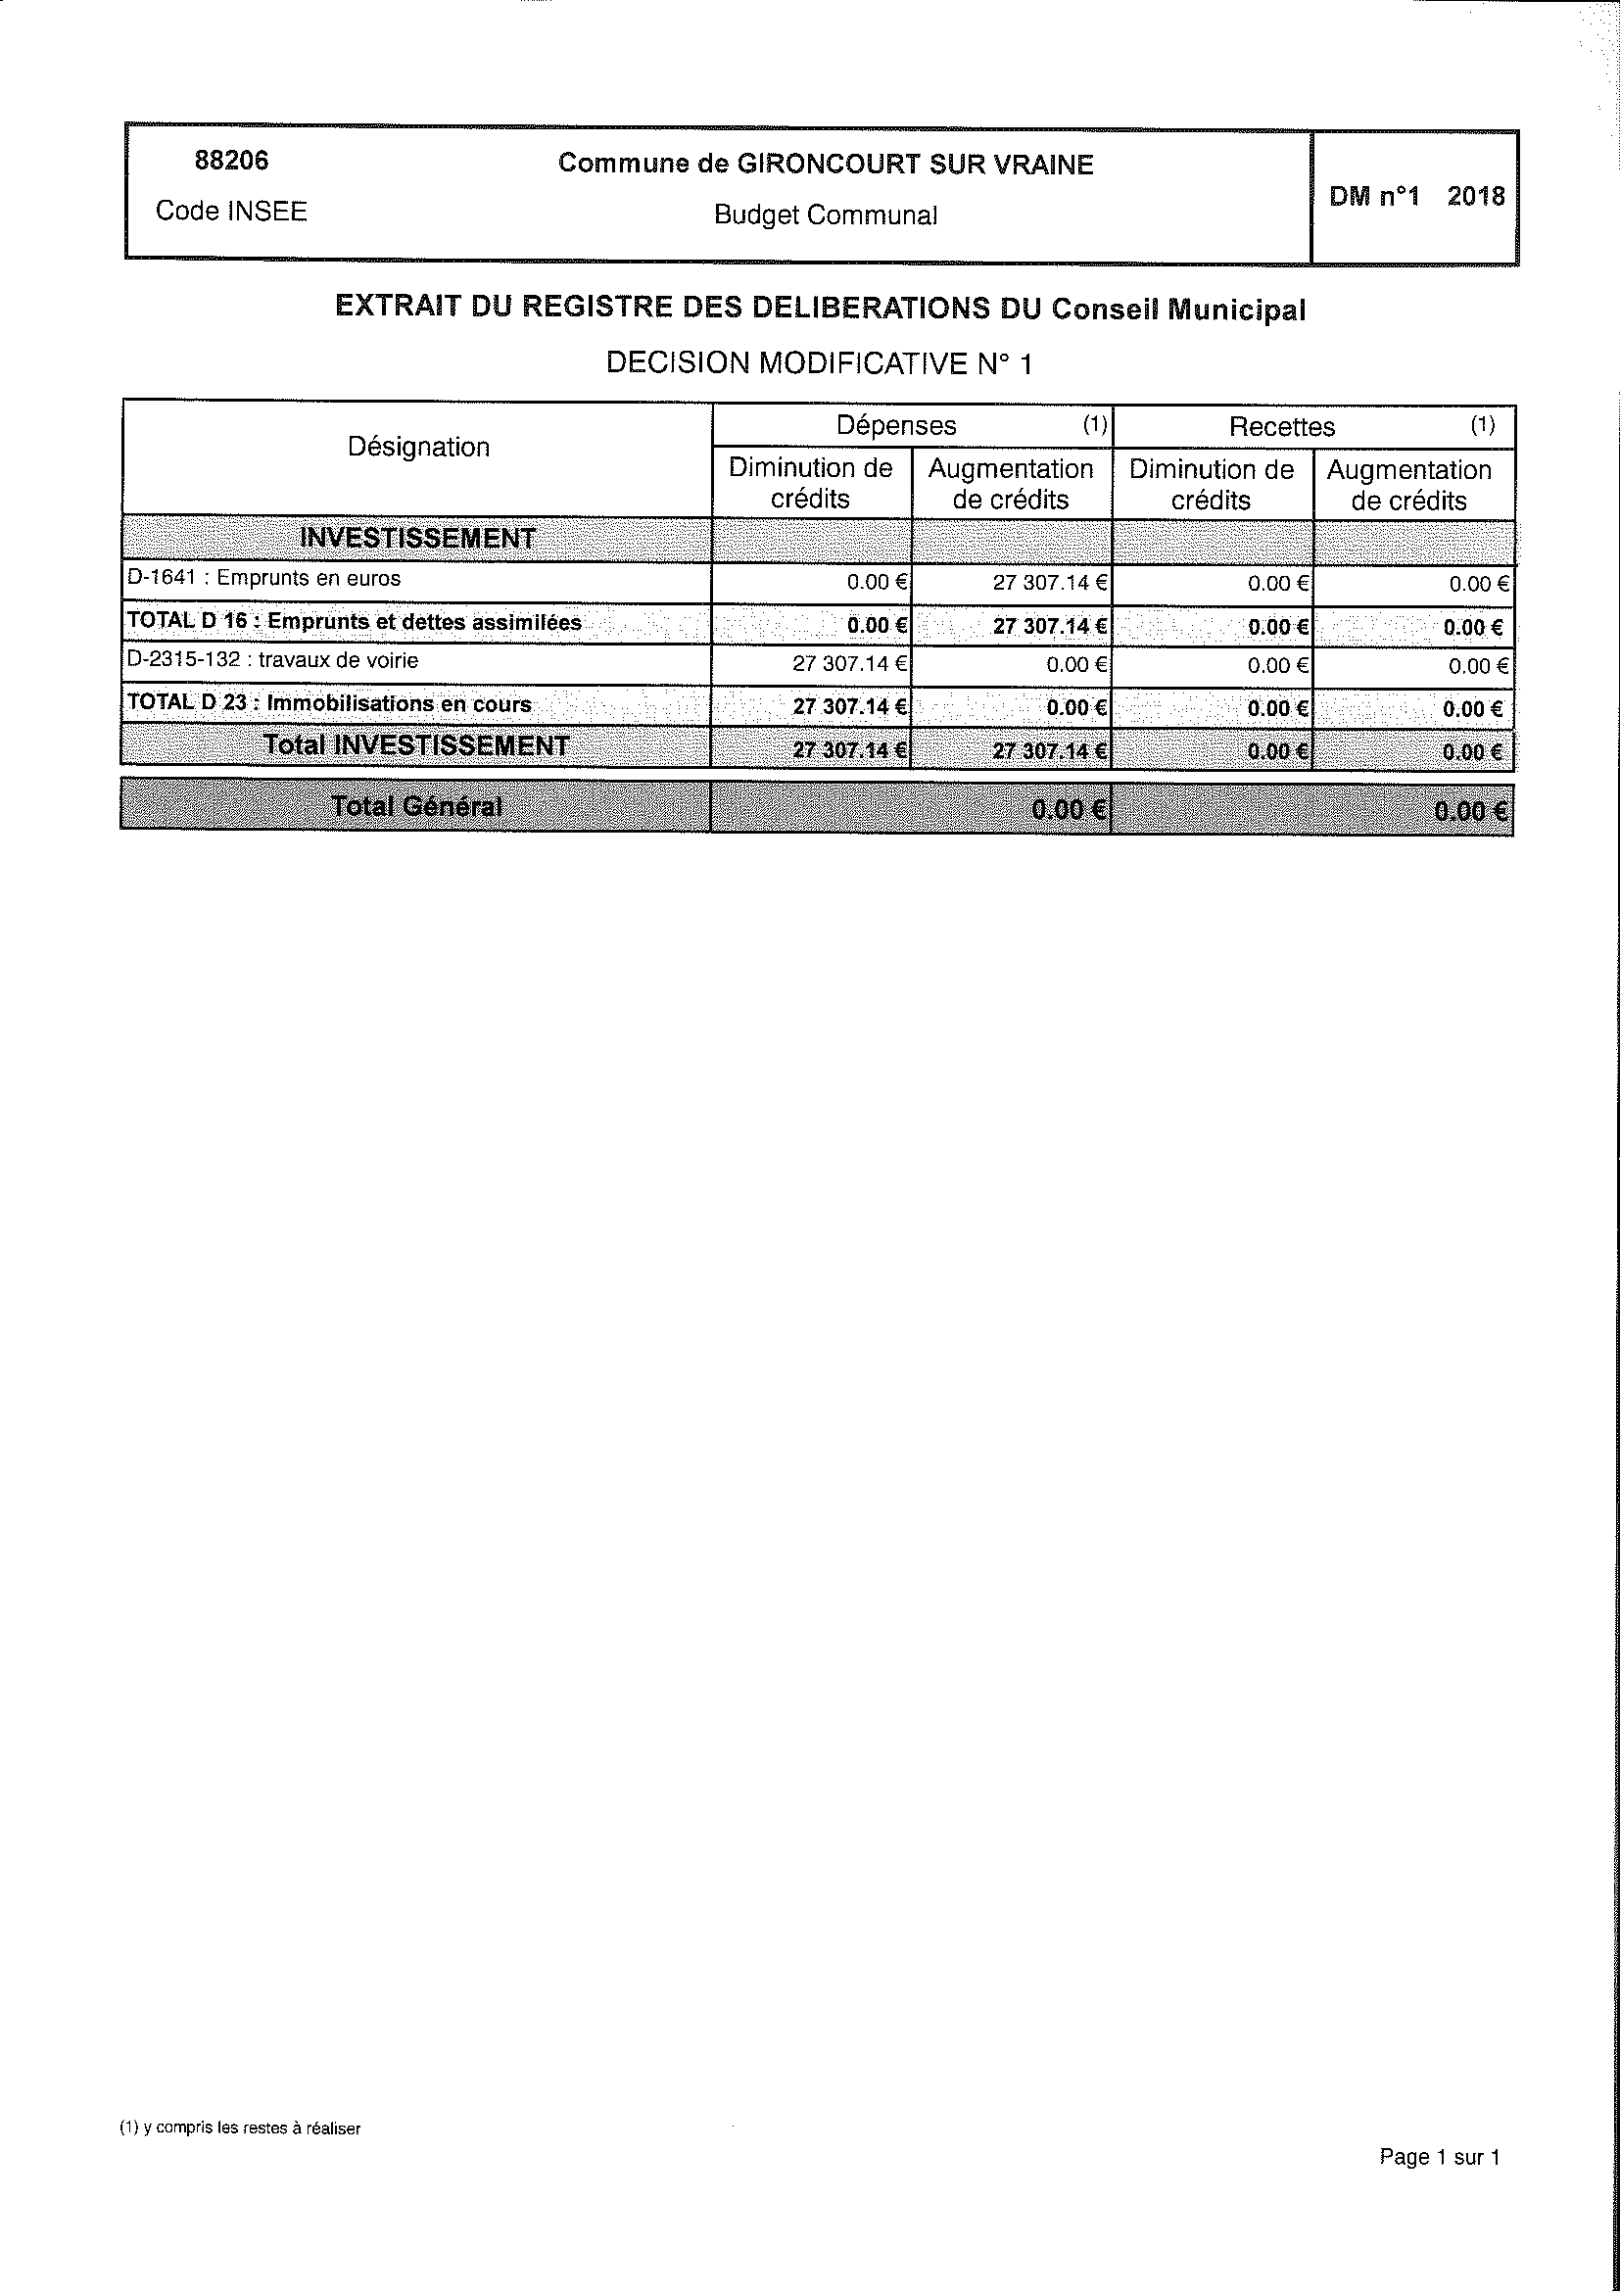 88206
Code INSEE
Commune de GIRONCOURT SUR VRAINE
Budget Communal
DM n°1 2018
EXTRAIT DU REGISTRE DES DELIBERATIONS DU Conseil Municipal
DECISION MODIFICATIVE N° 1
Désignation
Dépenses (1) Recettes (1)
Diminution de crédits Augmentation de crédits Diminution de crédits Augmentation de crédits
INVESTISSEMENT
D-1641 : Emprunts en euros 0.00 € 27 307.14 € 0.00 € 0.00 €
TOTAL D 16 : Emprunts et dettes assimilées 0.00 € 27 307.14 € 0.00 € 0.00 €
D-2315-132 : travaux de voirie 27 307.14 € 0.00 € 0.00 € 0.00 €
TOTAL D 23 : Immobilisations en cours 27 307.14 € 0.00 € 0.00 € 0.00 €
Total INVESTISSEMENT 27 307.14 € 27 307.14 € 0.00 € 0.00 €
Total Général 0.00 € 0.00 €
(1) y compris les restes à réaliser
Page 1 sur 1